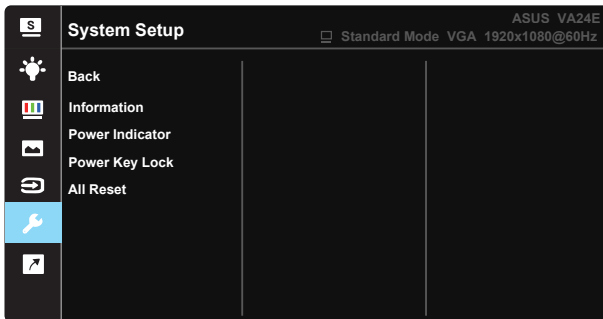 S
System Setup
ASUS VA24E
Standard Mode VGA 1920x1080@60Hz
Back
Information
Power Indicator
Power Key Lock
All Reset